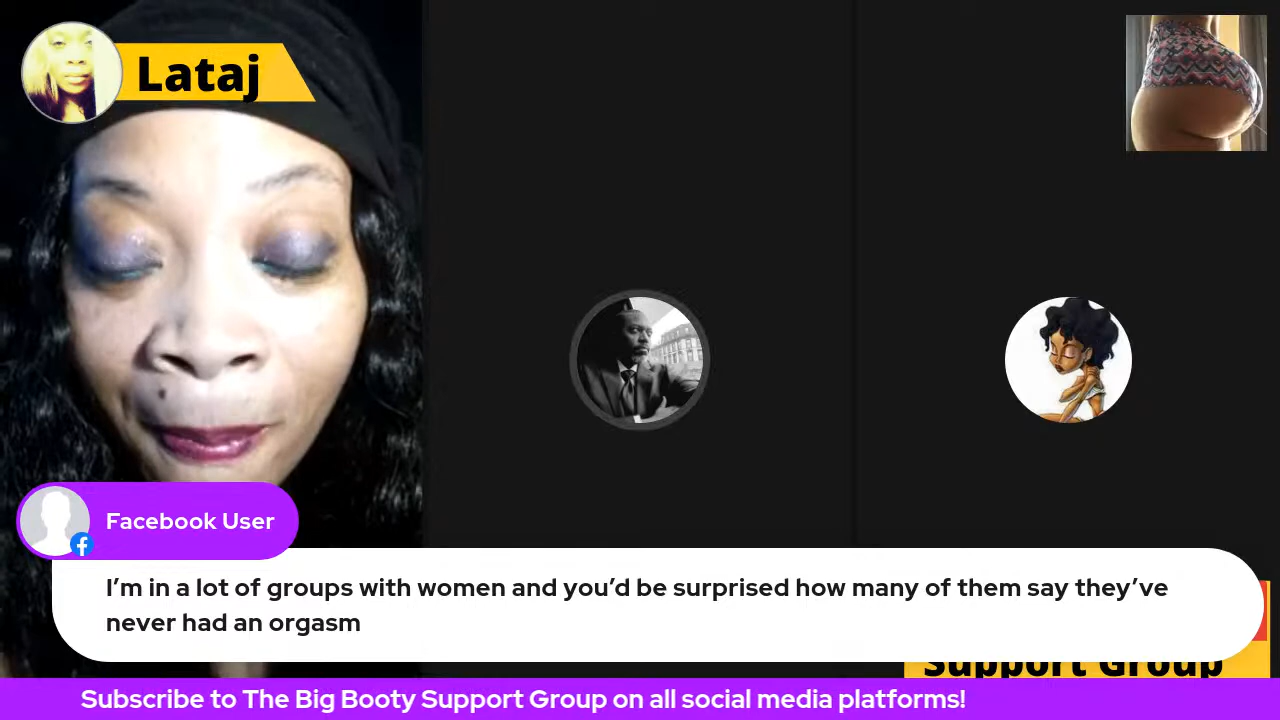 Lataj
Facebook User
I’m in a lot of groups with women and you’d be surprised how many of them say they’ve
never had an orgasm
Support Group
Subscribe to The Big Booty Support Group on all social media platforms!